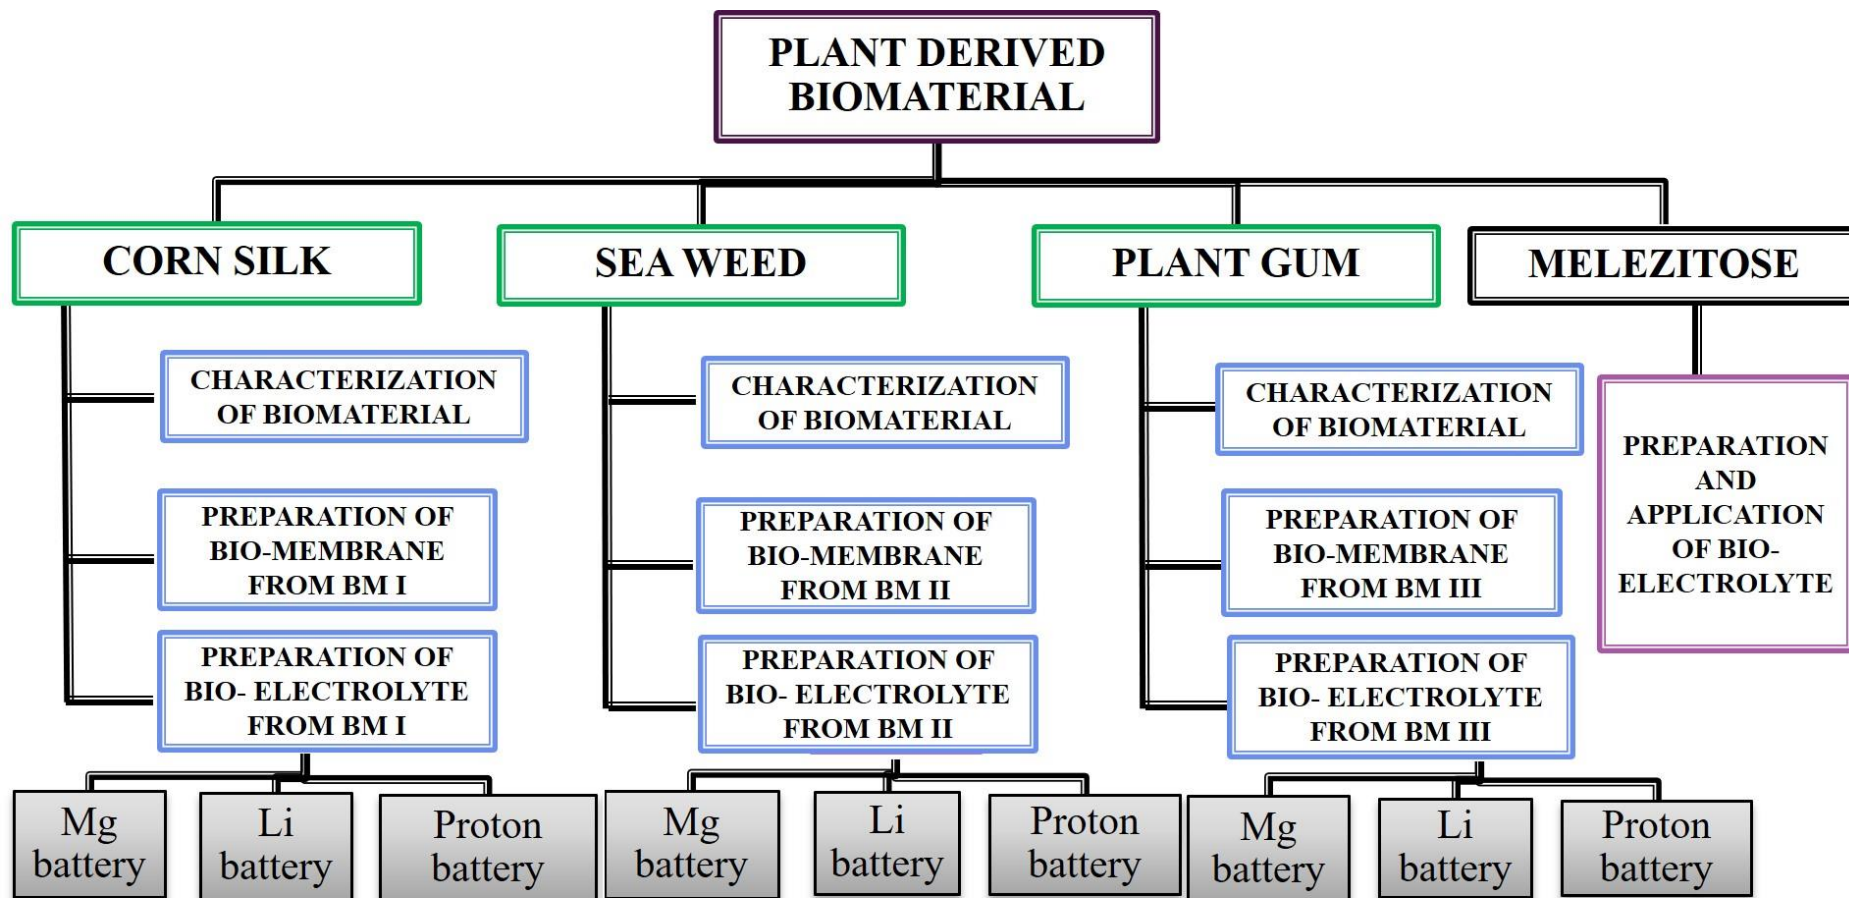 PLANT DERIVED
BIOMATERIAL
CORN SILK
SEA WEED
PLANT GUM
MELEZITOSE
CHARACTERIZATION
OF BIOMATERIAL
PREPARATION OF
BIO-MEMBRANE
FROM BM I
PREPARATION OF
BIO- ELECTROLYTE
FROM BM I
Mg
battery
Li
battery
Proton
battery
CHARACTERIZATION
OF BIOMATERIAL
PREPARATION OF
BIO-MEMBRANE
FROM BM II
PREPARATION OF
BIO- ELECTROLYTE
FROM BM II
Mg
battery
Li
battery
Proton
battery
CHARACTERIZATION
OF BIOMATERIAL
PREPARATION OF
BIO-MEMBRANE
FROM BM III
PREPARATION OF
BIO- ELECTROLYTE
FROM BM III
Mg
battery
Li
battery
Proton
battery
PREPARATION
AND
APPLICATION
OF BIO-
ELECTROLYTE